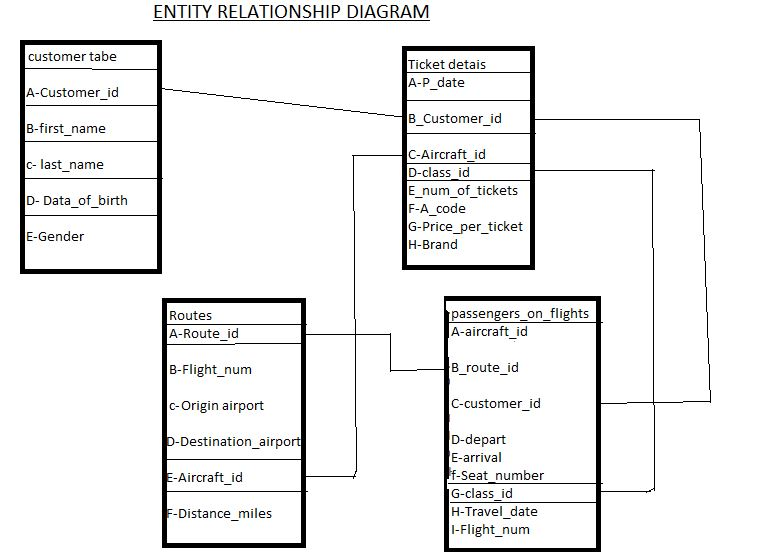 ENTITY RELATIONSHIP DIAGRAM
customer tabe
A-Customer_id
B-first_name
c- last_name
D- Data_of_birth
E-Gender
Ticket detais
A-P_date
B_Customer_id
C-Aircraft_id
D-class_id
E_num_of_tickets
F-A_code
G-Price_per_ticket
H-Brand
Routes
A-Route_id
B-Flight_num
c-Origin airport
D-Destination_airport
E-Aircraft_id
F-Distance_miles
passengers_on_flights
A-aircraft_id
B_route_id
C-customer_id
D-depart
E-arrival
f-Seat_number
G-class_id
H-Travel_date
I-Flight_num